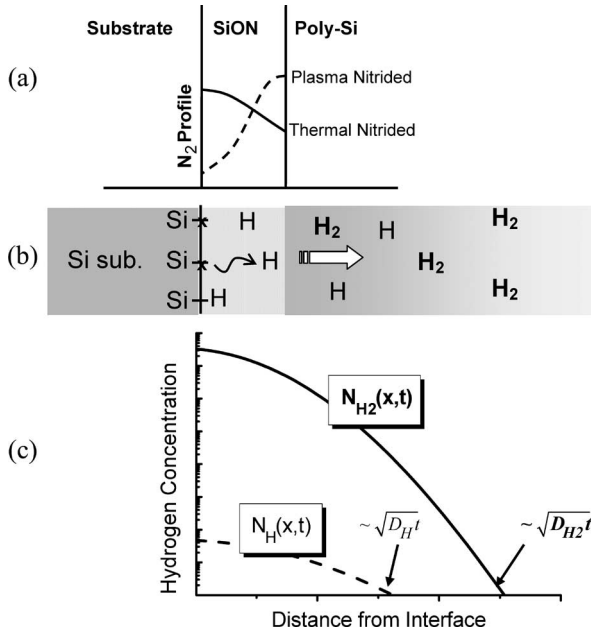 Substrate SiON Poly-Si
(a)
N2 Profile
Plasma Nitrided
Thermal Nitrided
(b)
Si sub.
Si H H2 H H2
Si H H2
Si H H H2
(c)
Hydrogen Concentration
NH2(x,t)
NH(x,t)
~√DHt
~√DH2t
Distance from Interface